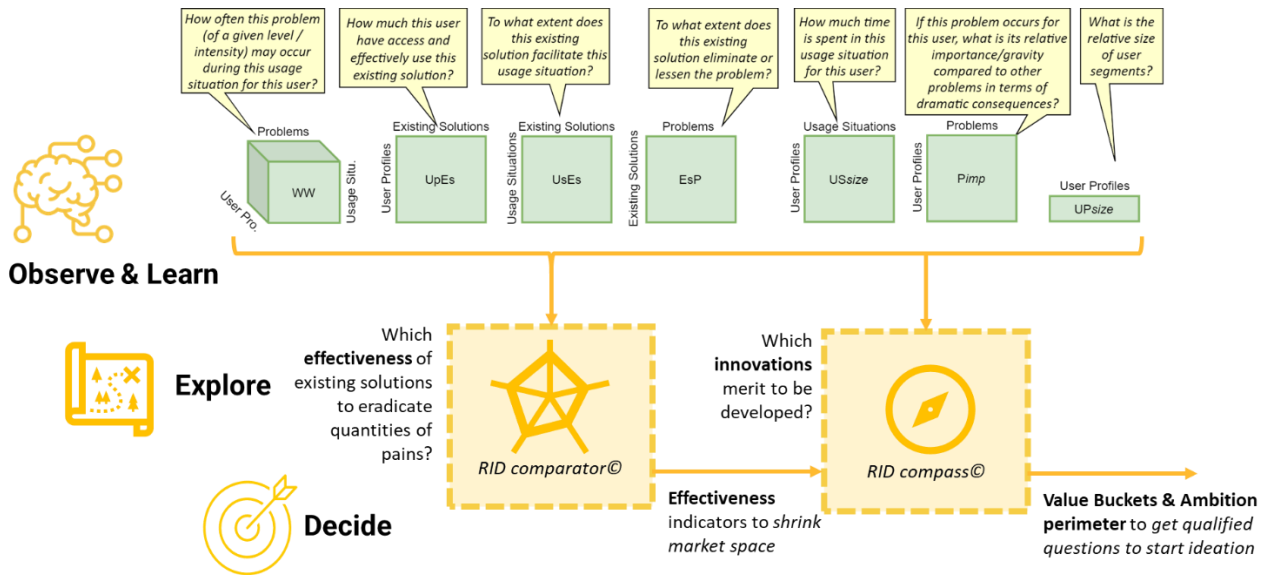 How often this problem
(of a given level /
intensity) may occur
during this usage
situation for this user?
How much this user
have access and
effectively use this
existing solution?
To what extent does
this existing
solution facilitate this
usage situation?
To what extent does
this existing
solution eliminate or
lessen the problem?
How much time
is spent in this
usage situation
for this user?
If this problem occurs for
this user, what is its relative
importance/gravity
compared to other
problems in terms of
dramatic consequences?
What is the
relative size
of user
segments?
Problems
User Pro.
WW
Usage Situ.
Existing Solutions
User Profiles
UpEs
Existing Solutions
Usage Situations
UsEs
Problems
Existing Solutions
EsP
Usage Situations
User Profiles
USsize
Problems
User Profiles
Pimp
User Profiles
UPsize
Observe & Learn
Explore
Which
effectiveness of
existing solutions
to eradicate
quantities of
pains?
RID comparator©
Which
innovations
merit to be
developed?
RID compass©
Decide
Effectiveness
indicators to shrink
market space
Value Buckets & Ambition
perimeter to get qualified
questions to start ideation